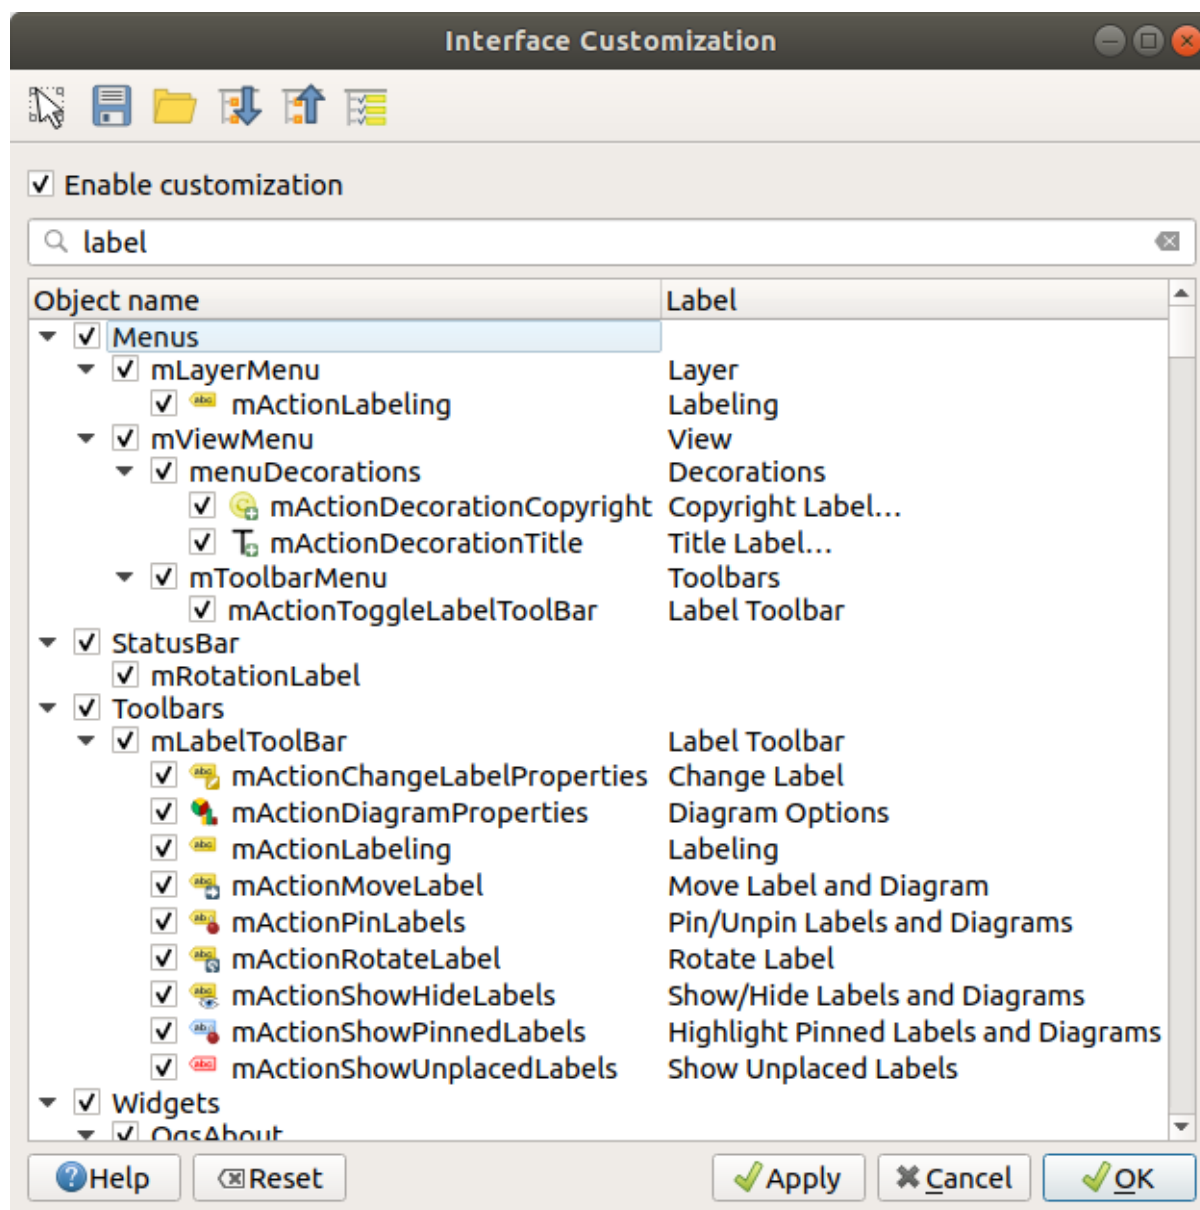 Interface Customization
Enable customization
label
Object name Label
Menus
mLayerMenu Layer
mActionLabeling Labeling
mViewMenu View
menuDecorations Decorations
mActionDecorationCopyright Copyright Label...
mActionDecorationTitle Title Label...
mToolbarMenu Toolbars
mActionToggleLabelToolBar Label Toolbar
StatusBar
mRotationLabel
Toolbars
mLabelToolBar Label Toolbar
mActionChangeLabelProperties Change Label
mActionDiagramProperties Diagram Options
mActionLabeling Labeling
mActionMoveLabel Move Label and Diagram
mActionPinLabels Pin/Unpin Labels and Diagrams
mActionRotateLabel Rotate Label
mActionShowHideLabels Show/Hide Labels and Diagrams
mActionShowPinnedLabels Highlight Pinned Labels and Diagrams
mActionShowUnplacedLabels Show Unplaced Labels
Widgets
QgsAbout
Help Reset Apply Cancel OK